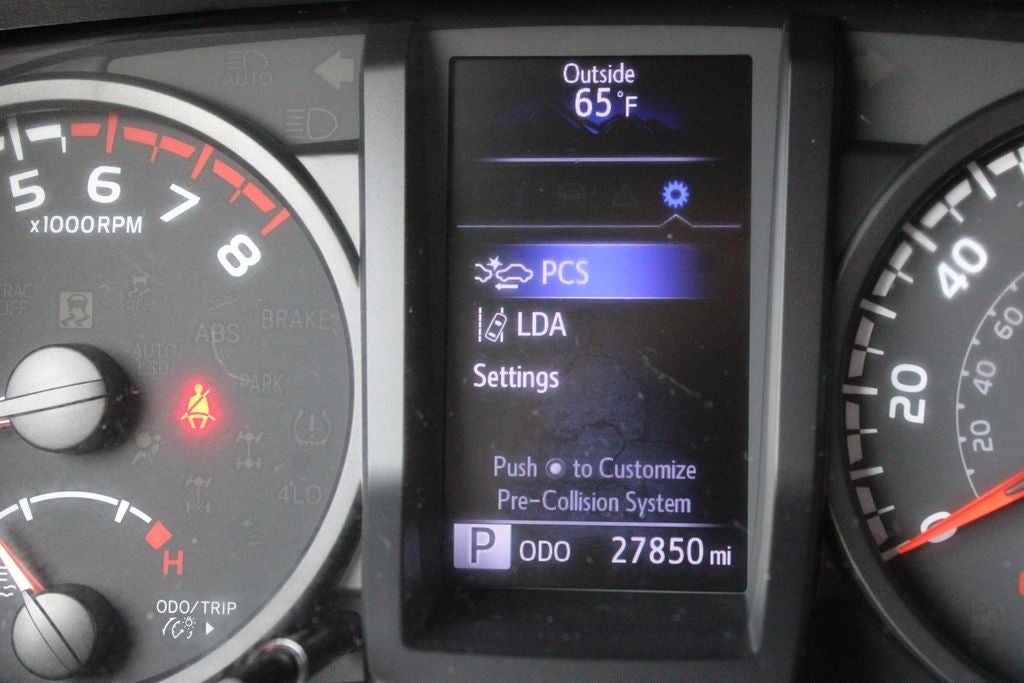 AUTO
5 6 7 8
x1000RPM
TRAC
OFF
ABS
BRAKE
AUTO
LSD
PARK
4LO
H
ODO/TRIP
Outside
65°F
PCS
LDA
Settings
Push to Customize
Pre-Collision System
P ODO 27850 mi
40
20
0
60
40
20